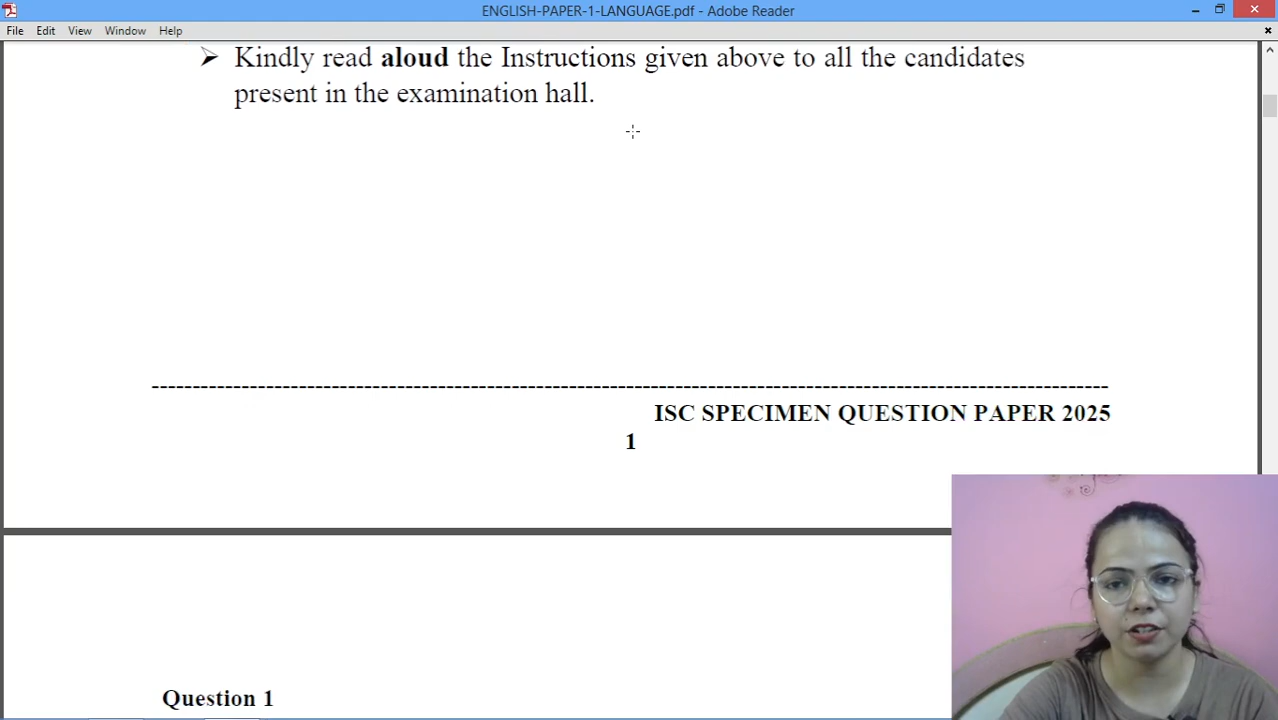 ENGLISH-PAPER-1-LANGUAGE.pdf - Adobe Reader
File Edit View Window Help
➢ Kindly read aloud the Instructions given above to all the candidates
present in the examination hall.
--------------------------------------------------------------------------------------------------------------------
ISC SPECIMEN QUESTION PAPER 2025
1
Question 1